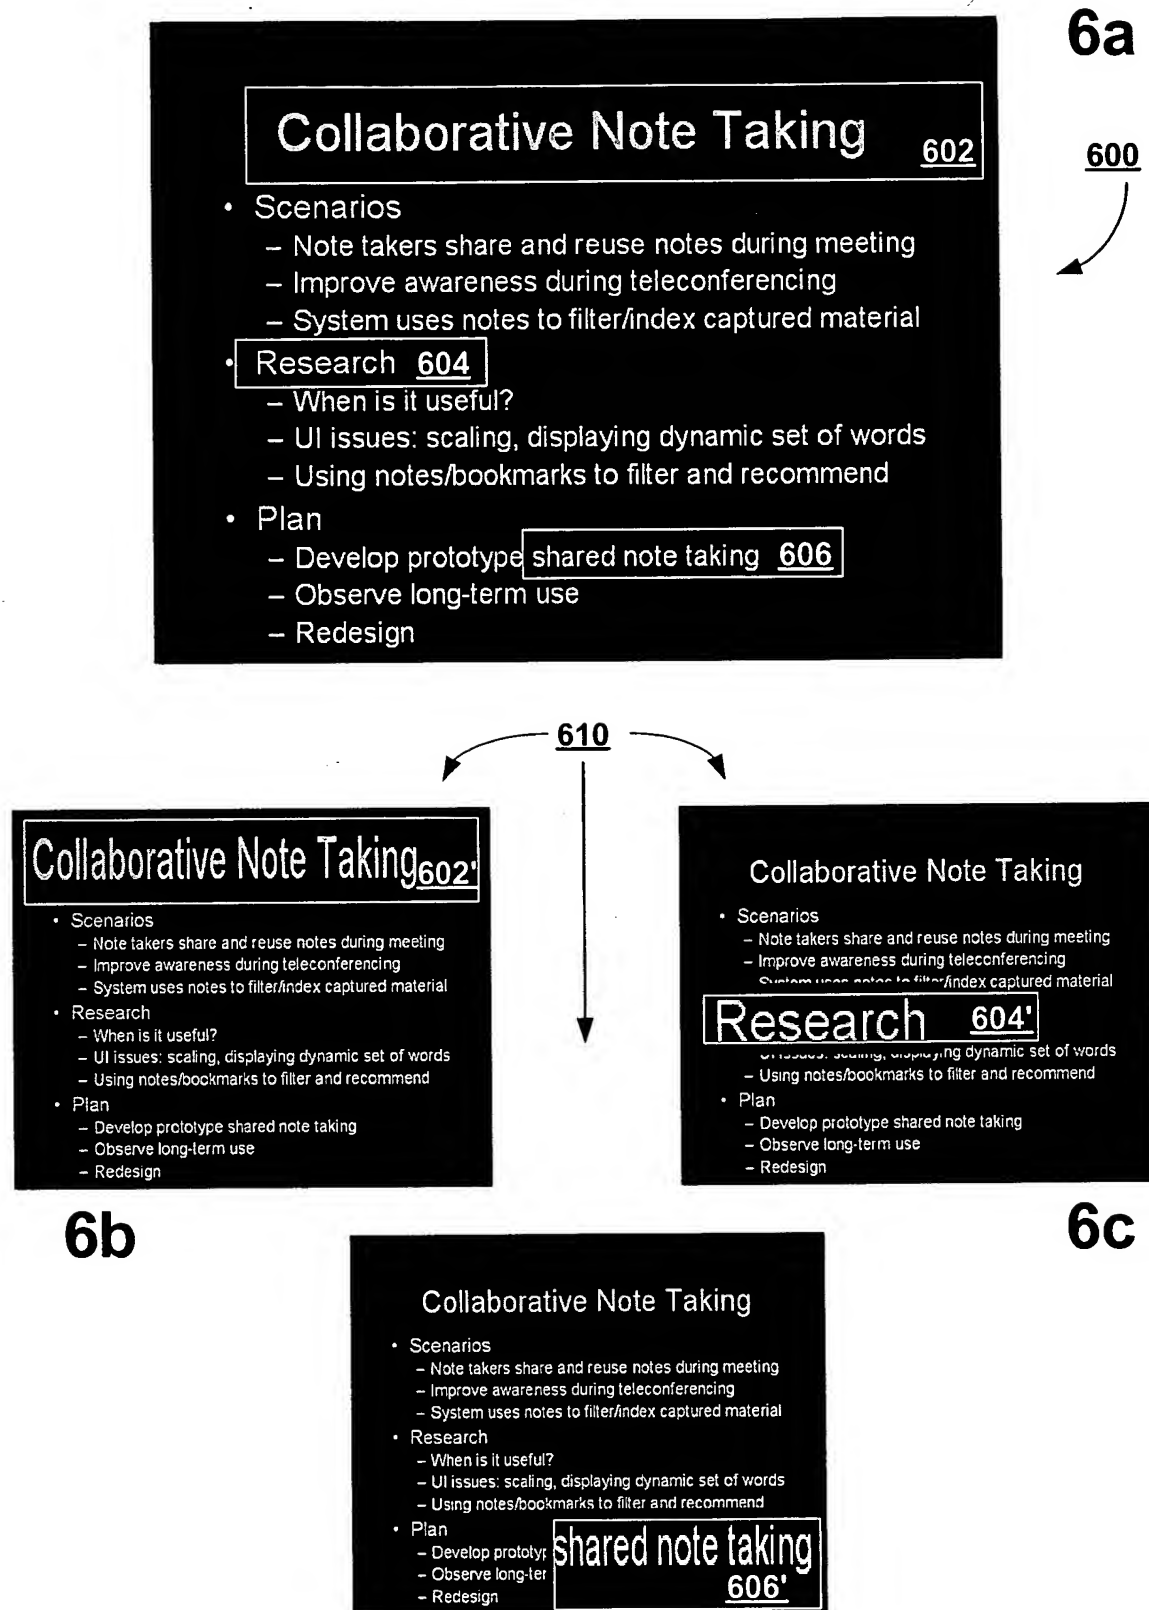 6a
Collaborative Note Taking 602
600
• Scenarios
– Note takers share and reuse notes during meeting
– Improve awareness during teleconferencing
– System uses notes to filter/index captured material
• Research 604
– When is it useful?
– UI issues: scaling, displaying dynamic set of words
– Using notes/bookmarks to filter and recommend
• Plan
– Develop prototype shared note taking 606
– Observe long-term use
– Redesign
610
Collaborative Note Taking 602'
• Scenarios
– Note takers share and reuse notes during meeting
– Improve awareness during teleconferencing
– System uses notes to filter/index captured material
• Research
– When is it useful?
– UI issues: scaling, displaying dynamic set of words
– Using notes/bookmarks to filter and recommend
• Plan
– Develop prototype shared note taking
– Observe long-term use
– Redesign
6b
Collaborative Note Taking
• Scenarios
– Note takers share and reuse notes during meeting
– Improve awareness during teleconferencing
System uses notes to filter/index captured material
Research 604'
UI issues: scaling, displaying dynamic set of words
– Using notes/bookmarks to filter and recommend
• Plan
– Develop prototype shared note taking
– Observe long-term use
– Redesign
6c
Collaborative Note Taking
• Scenarios
– Note takers share and reuse notes during meeting
– Improve awareness during teleconferencing
– System uses notes to filter/index captured material
• Research
– When is it useful?
– UI issues: scaling, displaying dynamic set of words
– Using notes/bookmarks to filter and recommend
• Plan
– Develop prototyp shared note taking
– Observe long-ter 606'
– Redesign